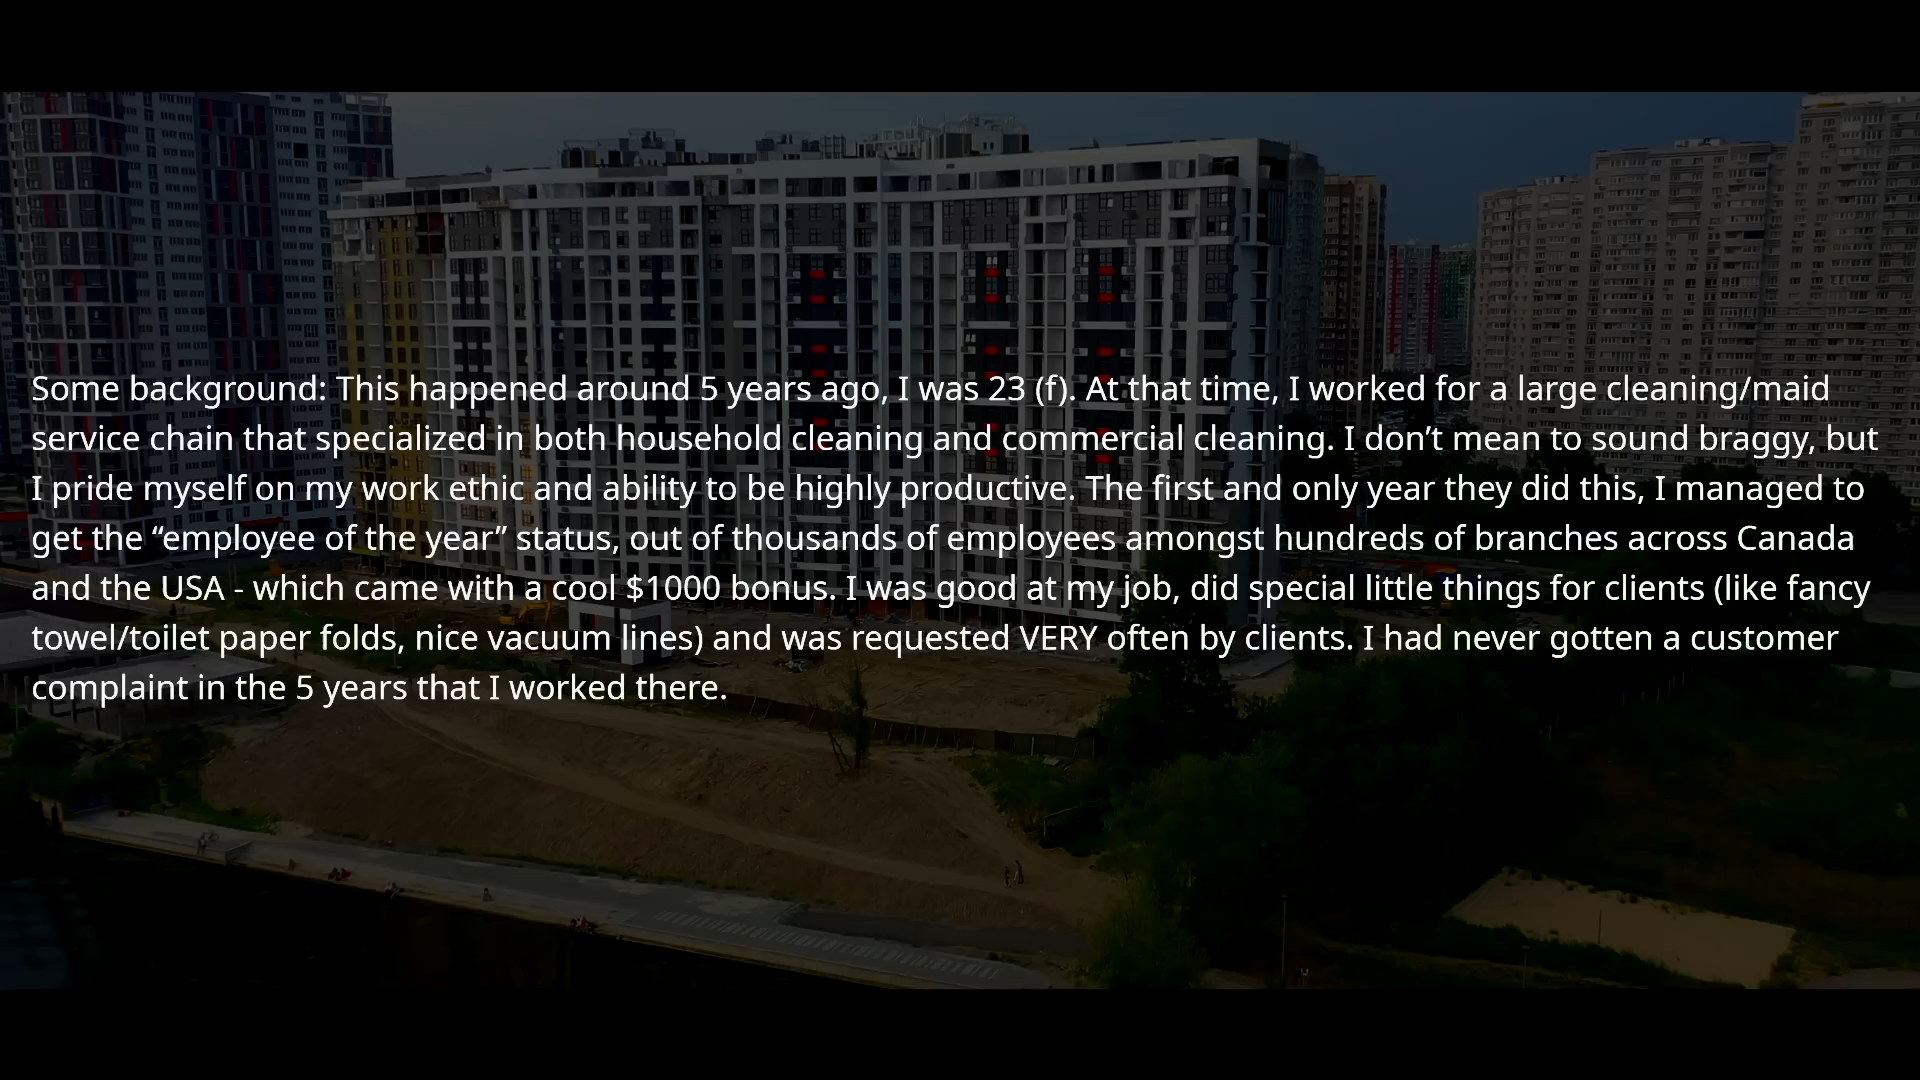 Some background: This happened around 5 years ago, I was 23 (f). At that time, I worked for a large cleaning/maid
service chain that specialized in both household cleaning and commercial cleaning. I don’t mean to sound braggy, but
I pride myself on my work ethic and ability to be highly productive. The first and only year they did this, I managed to
get the “employee of the year” status, out of thousands of employees amongst hundreds of branches across Canada
and the USA - which came with a cool $1000 bonus. I was good at my job, did special little things for clients (like fancy
towel/toilet paper folds, nice vacuum lines) and was requested VERY often by clients. I had never gotten a customer
complaint in the 5 years that I worked there.